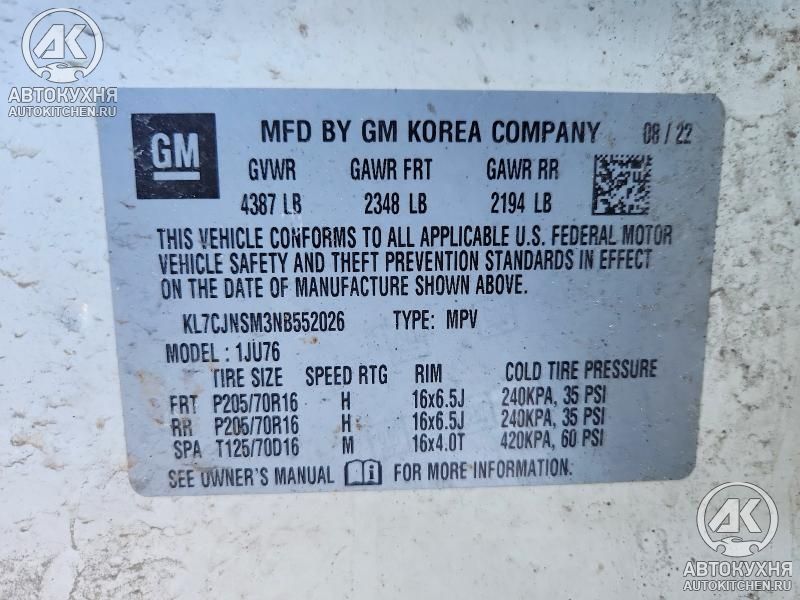 АК
АВТОКУХНЯ
AUTOKITCHEN.RU
GM
MFD BY GM KOREA COMPANY 08 / 22
GVWR GAWR FRT GAWR RR
4387 LB 2348 LB 2194 LB
THIS VEHICLE CONFORMS TO ALL APPLICABLE U.S. FEDERAL MOTOR
VEHICLE SAFETY AND THEFT PREVENTION STANDARDS IN EFFECT
ON THE DATE OF MANUFACTURE SHOWN ABOVE.
KL7CJNSM3NB552026 TYPE: MPV
MODEL : 1JU76
TIRE SIZE SPEED RTG RIM COLD TIRE PRESSURE
FRT P205/70R16 H 16x6.5J 240KPA, 35 PSI
RR P205/70R16 H 16x6.5J 240KPA, 35 PSI
SPA T125/70D16 M 16x4.0T 420KPA, 60 PSI
SEE OWNER'S MANUAL FOR MORE INFORMATION.
АК
АВТОКУХНЯ
AUTOKITCHEN.RU